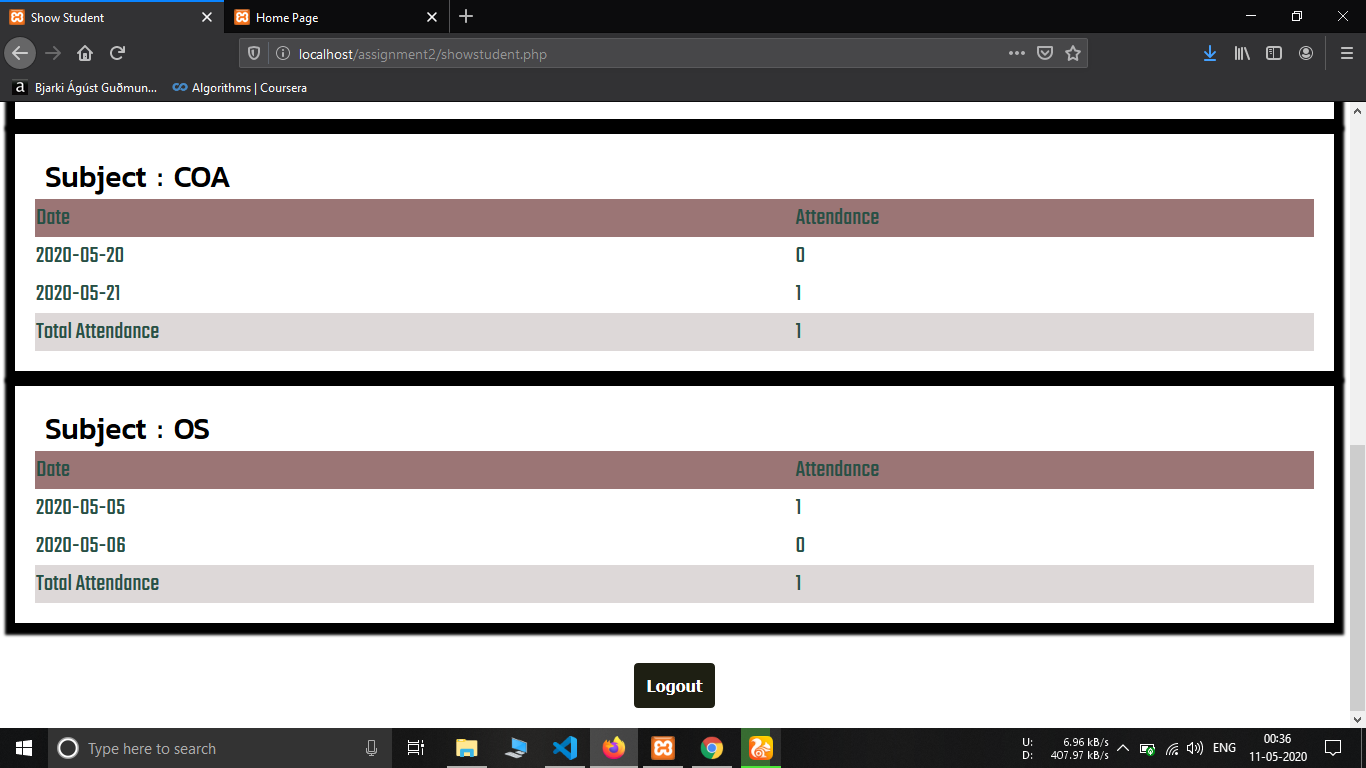 Show Student
Home Page
localhost/assignment2/showstudent.php
Bjarki Ágúst Guðmun...
Algorithms | Coursera
Subject : COA
Date Attendance
2020-05-20 0
2020-05-21 1
Total Attendance 1
Subject : OS
Date Attendance
2020-05-05 1
2020-05-06 0
Total Attendance 1
Logout
Type here to search
U: 6.96 kB/s
D: 407.97 kB/s
ENG
00:36
11-05-2020